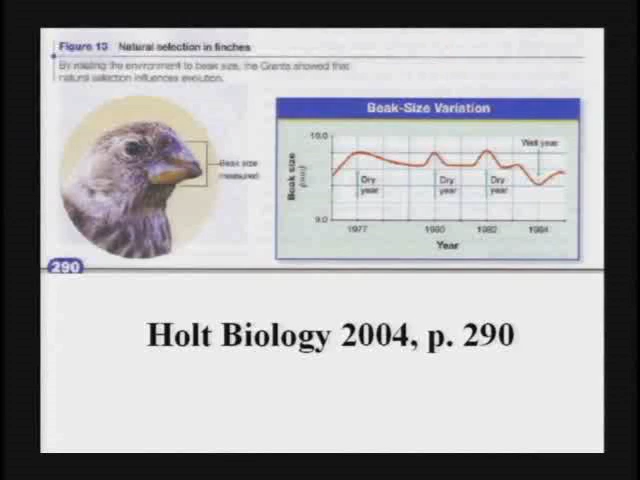 Figure 13 Natural selection in finches
By relating the environment to beak size, the Grants showed that
natural selection influences evolution.
Beak size
measured
Beak-Size Variation
10.0
Wet year
Beak size
(mm)
Dry
year
Dry
year
Dry
year
9.0
1977
1980
1982
1984
Year
290
Holt Biology 2004, p. 290